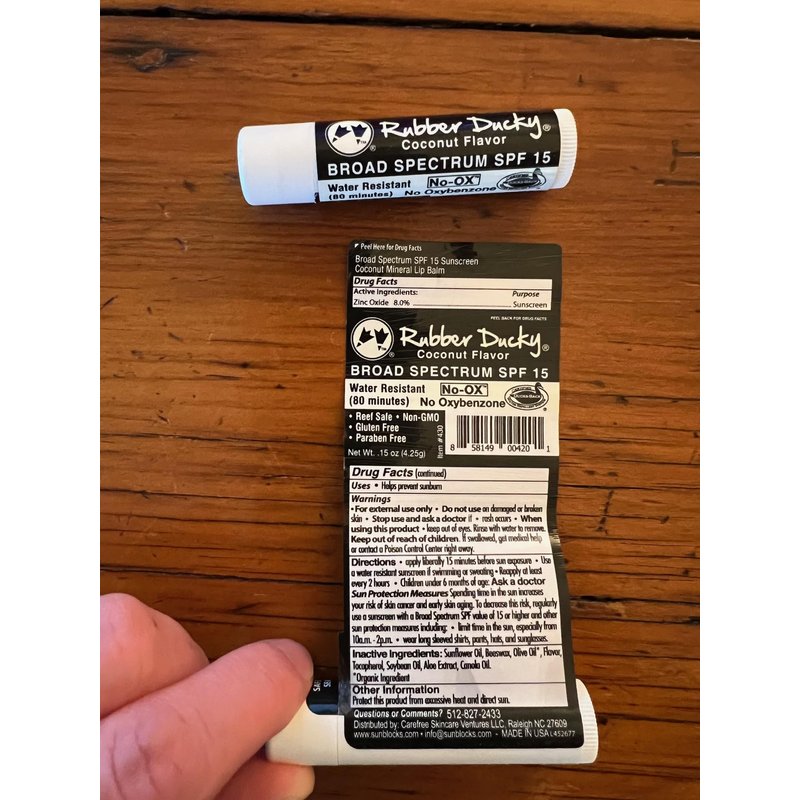 Rubber Ducky®
Coconut Flavor
BROAD SPECTRUM SPF 15
Water Resistant No-OX™
(80 minutes) No Oxybenzone
Peel Here for Drug Facts
Broad Spectrum SPF 15 Sunscreen
Coconut Mineral Lip Balm
Drug Facts
Active Ingredients: Purpose
Zinc Oxide 8.0% Sunscreen
PEEL BACK FOR DRUG FACTS
Rubber Ducky®
Coconut Flavor
BROAD SPECTRUM SPF 15
Water Resistant No-OX™
(80 minutes) No Oxybenzone
• Reef Safe • Non-GMO
• Gluten Free
• Paraben Free
Net Wt. .15 oz (4.25g)
Item #430
8 58149 00420 1
Drug Facts (continued)
Uses • Helps prevent sunburn
Warnings
• For external use only • Do not use on damaged or broken
skin • Stop use and ask a doctor if • rash occurs • When
using this product • keep out of eyes. Rinse with water to remove.
Keep out of reach of children. If swallowed, get medical help
or contact a Poison Control Center right away.
Directions • apply liberally 15 minutes before sun exposure • Use
a water resistant sunscreen if swimming or sweating • Reapply at least
every 2 hours • Children under 6 months of age: Ask a doctor
Sun Protection Measures Spending time in the sun increases
your risk of skin cancer and early skin aging. To decrease this risk, regularly
use a sunscreen with a Broad Spectrum SPF value of 15 or higher and other
sun protection measures including: • limit time in the sun, especially from
10a.m. - 2p.m. • wear long sleeved shirts, pants, hats, and sunglasses.
Inactive Ingredients: Sunflower Oil, Beeswax, Olive Oil*, Flavor,
Tocopherol, Soybean Oil, Aloe Extract, Canola Oil.
*Organic Ingredient
Other Information
Protect this product from excessive heat and direct sun.
Questions or Comments? 512-827-2433
Distributed by: Carefree Skincare Ventures LLC, Raleigh NC 27609
www.sunblocks.com • info@sunblocks.com - MADE IN USA L452677